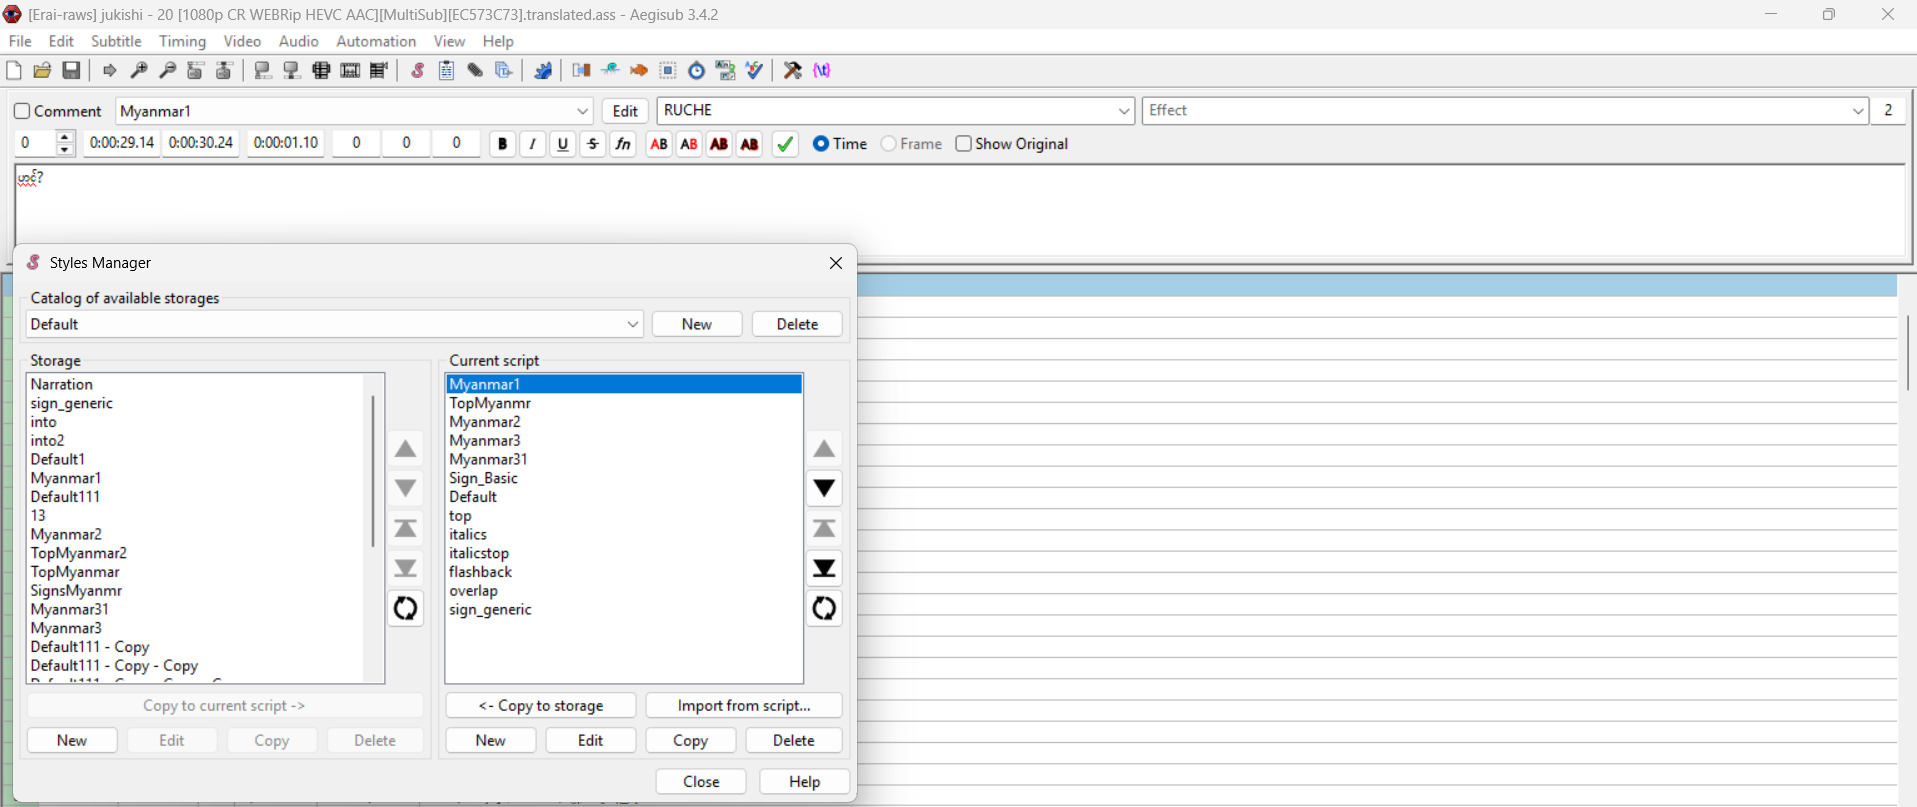 [Erai-raws] jukishi - 20 [1080p CR WEBRip HEVC AAC][MultiSub][EC573C73].translated.ass - Aegisub 3.4.2
File Edit Subtitle Timing Video Audio Automation View Help
Comment Myanmar1 Edit RUCHE Effect 2
0 0:00:29.14 0:00:30.24 0:00:01.10 0 0 0 B I U S fn AB AB AB AB Time Frame Show Original
ဟင်?
Styles Manager
Catalog of available storages
Default New Delete
Storage
Narration
sign_generic
into
into2
Default1
Myanmar1
Default111
13
Myanmar2
TopMyanmar2
TopMyanmar
SignsMyanmr
Myanmar31
Myanmar3
Default111 - Copy
Default111 - Copy - Copy
Copy to current script ->
New Edit Copy Delete
Current script
Myanmar1
TopMyanmr
Myanmar2
Myanmar3
Myanmar31
Sign_Basic
Default
top
italics
italicstop
flashback
overlap
sign_generic
<- Copy to storage Import from script...
New Edit Copy Delete
Close Help